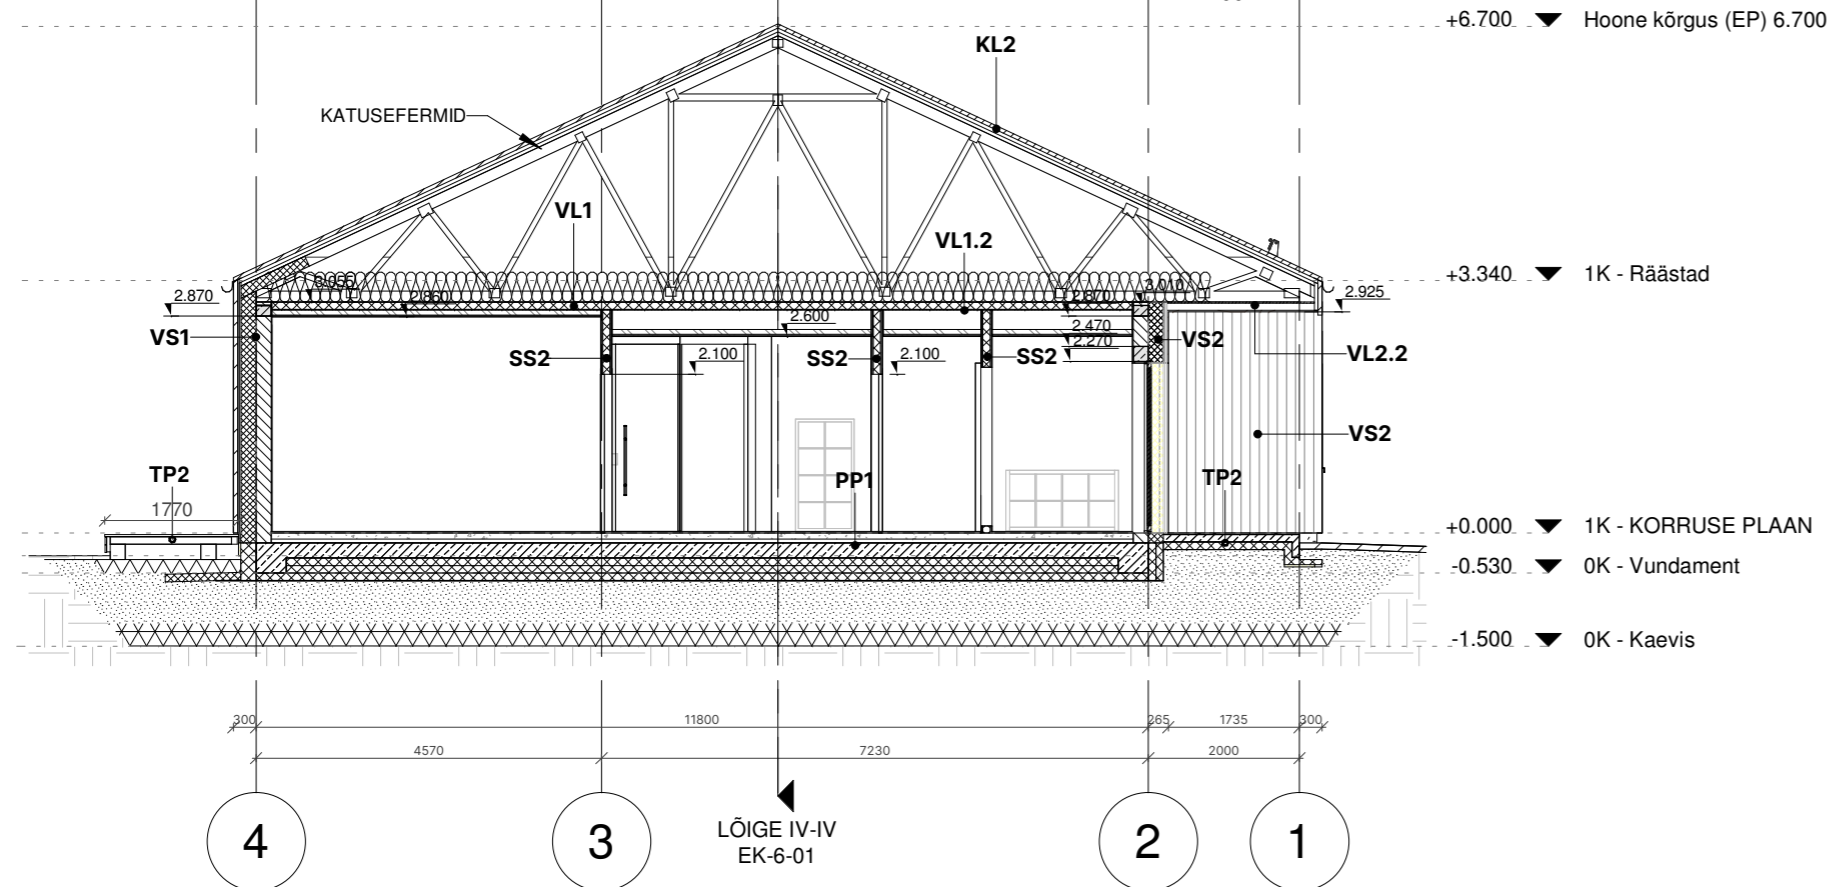 +6.700 Hoone kõrgus (EP) 6.700
KL2
KATUSEFERMID
VL1
VL1.2
+3.340 1K - Räästad
3.055
2.870
2.860
2.870
3.010
2.925
2.600
2.470
2.270
VS1
VS2
SS2
2.100
SS2
2.100
SS2
VL2.2
VS2
TP2
1770
PP1
TP2
+0.000 1K - KORRUSE PLAAN
-0.530 0K - Vundament
-1.500 0K - Kaevis
300 11800 265 1735 300
4570 7230 2000
4 3 2 1
LÕIGE IV-IV
EK-6-01